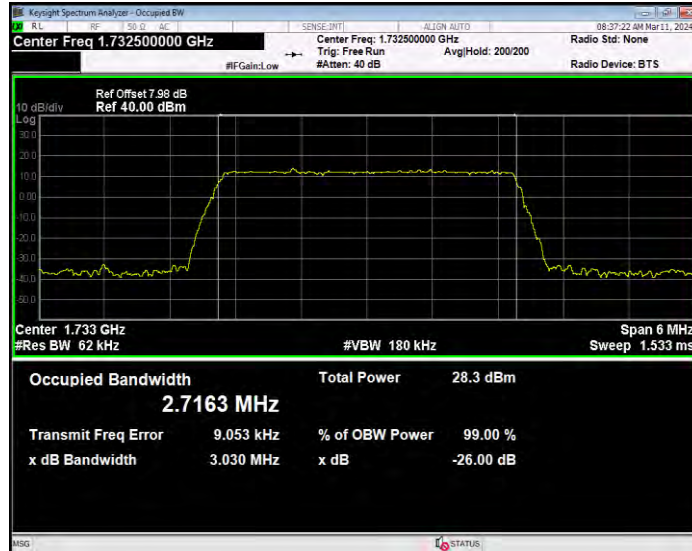 Keysight Spectrum Analyzer - Occupied BW
RL RF 50 Ω AC SENSE:INT ALIGN AUTO 08:37:22 AM Mar 11, 2024
Center Freq 1.732500000 GHz Center Freq: 1.732500000 GHz Radio Std: None
Trig: Free Run Avg|Hold: 200/200
#IFGain:Low #Atten: 40 dB Radio Device: BTS
Ref Offset 7.98 dB
10 dB/div Ref 40.00 dBm
Log
30.0
20.0
10.0
0.00
-10.0
-20.0
-30.0
-40.0
-50.0
Center 1.733 GHz Span 6 MHz
#Res BW 62 kHz #VBW 180 kHz Sweep 1.533 ms
Occupied Bandwidth Total Power 28.3 dBm
2.7163 MHz
Transmit Freq Error 9.053 kHz % of OBW Power 99.00 %
x dB Bandwidth 3.030 MHz x dB -26.00 dB
MSG STATUS